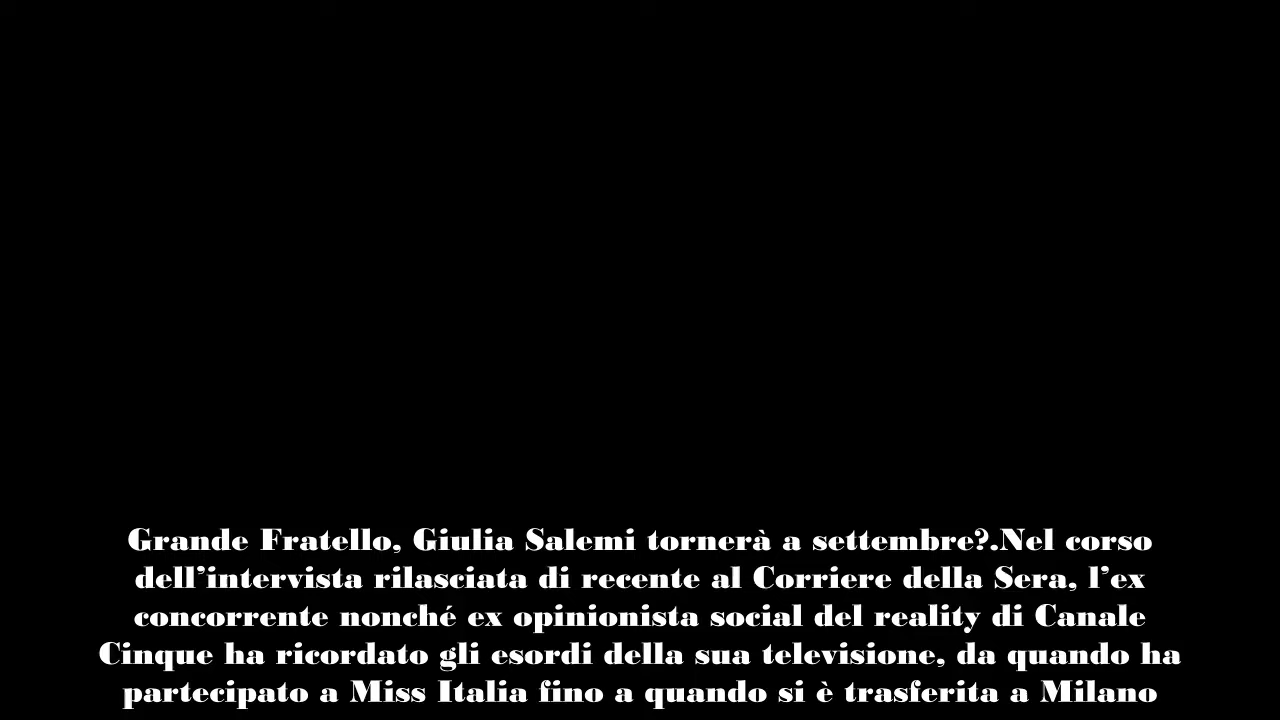 Grande Fratello, Giulia Salemi tornerà a settembre?.Nel corso
dell’intervista rilasciata di recente al Corriere della Sera, l’ex
concorrente nonché ex opinionista social del reality di Canale
Cinque ha ricordato gli esordi della sua televisione, da quando ha
partecipato a Miss Italia fino a quando si è trasferita a Milano